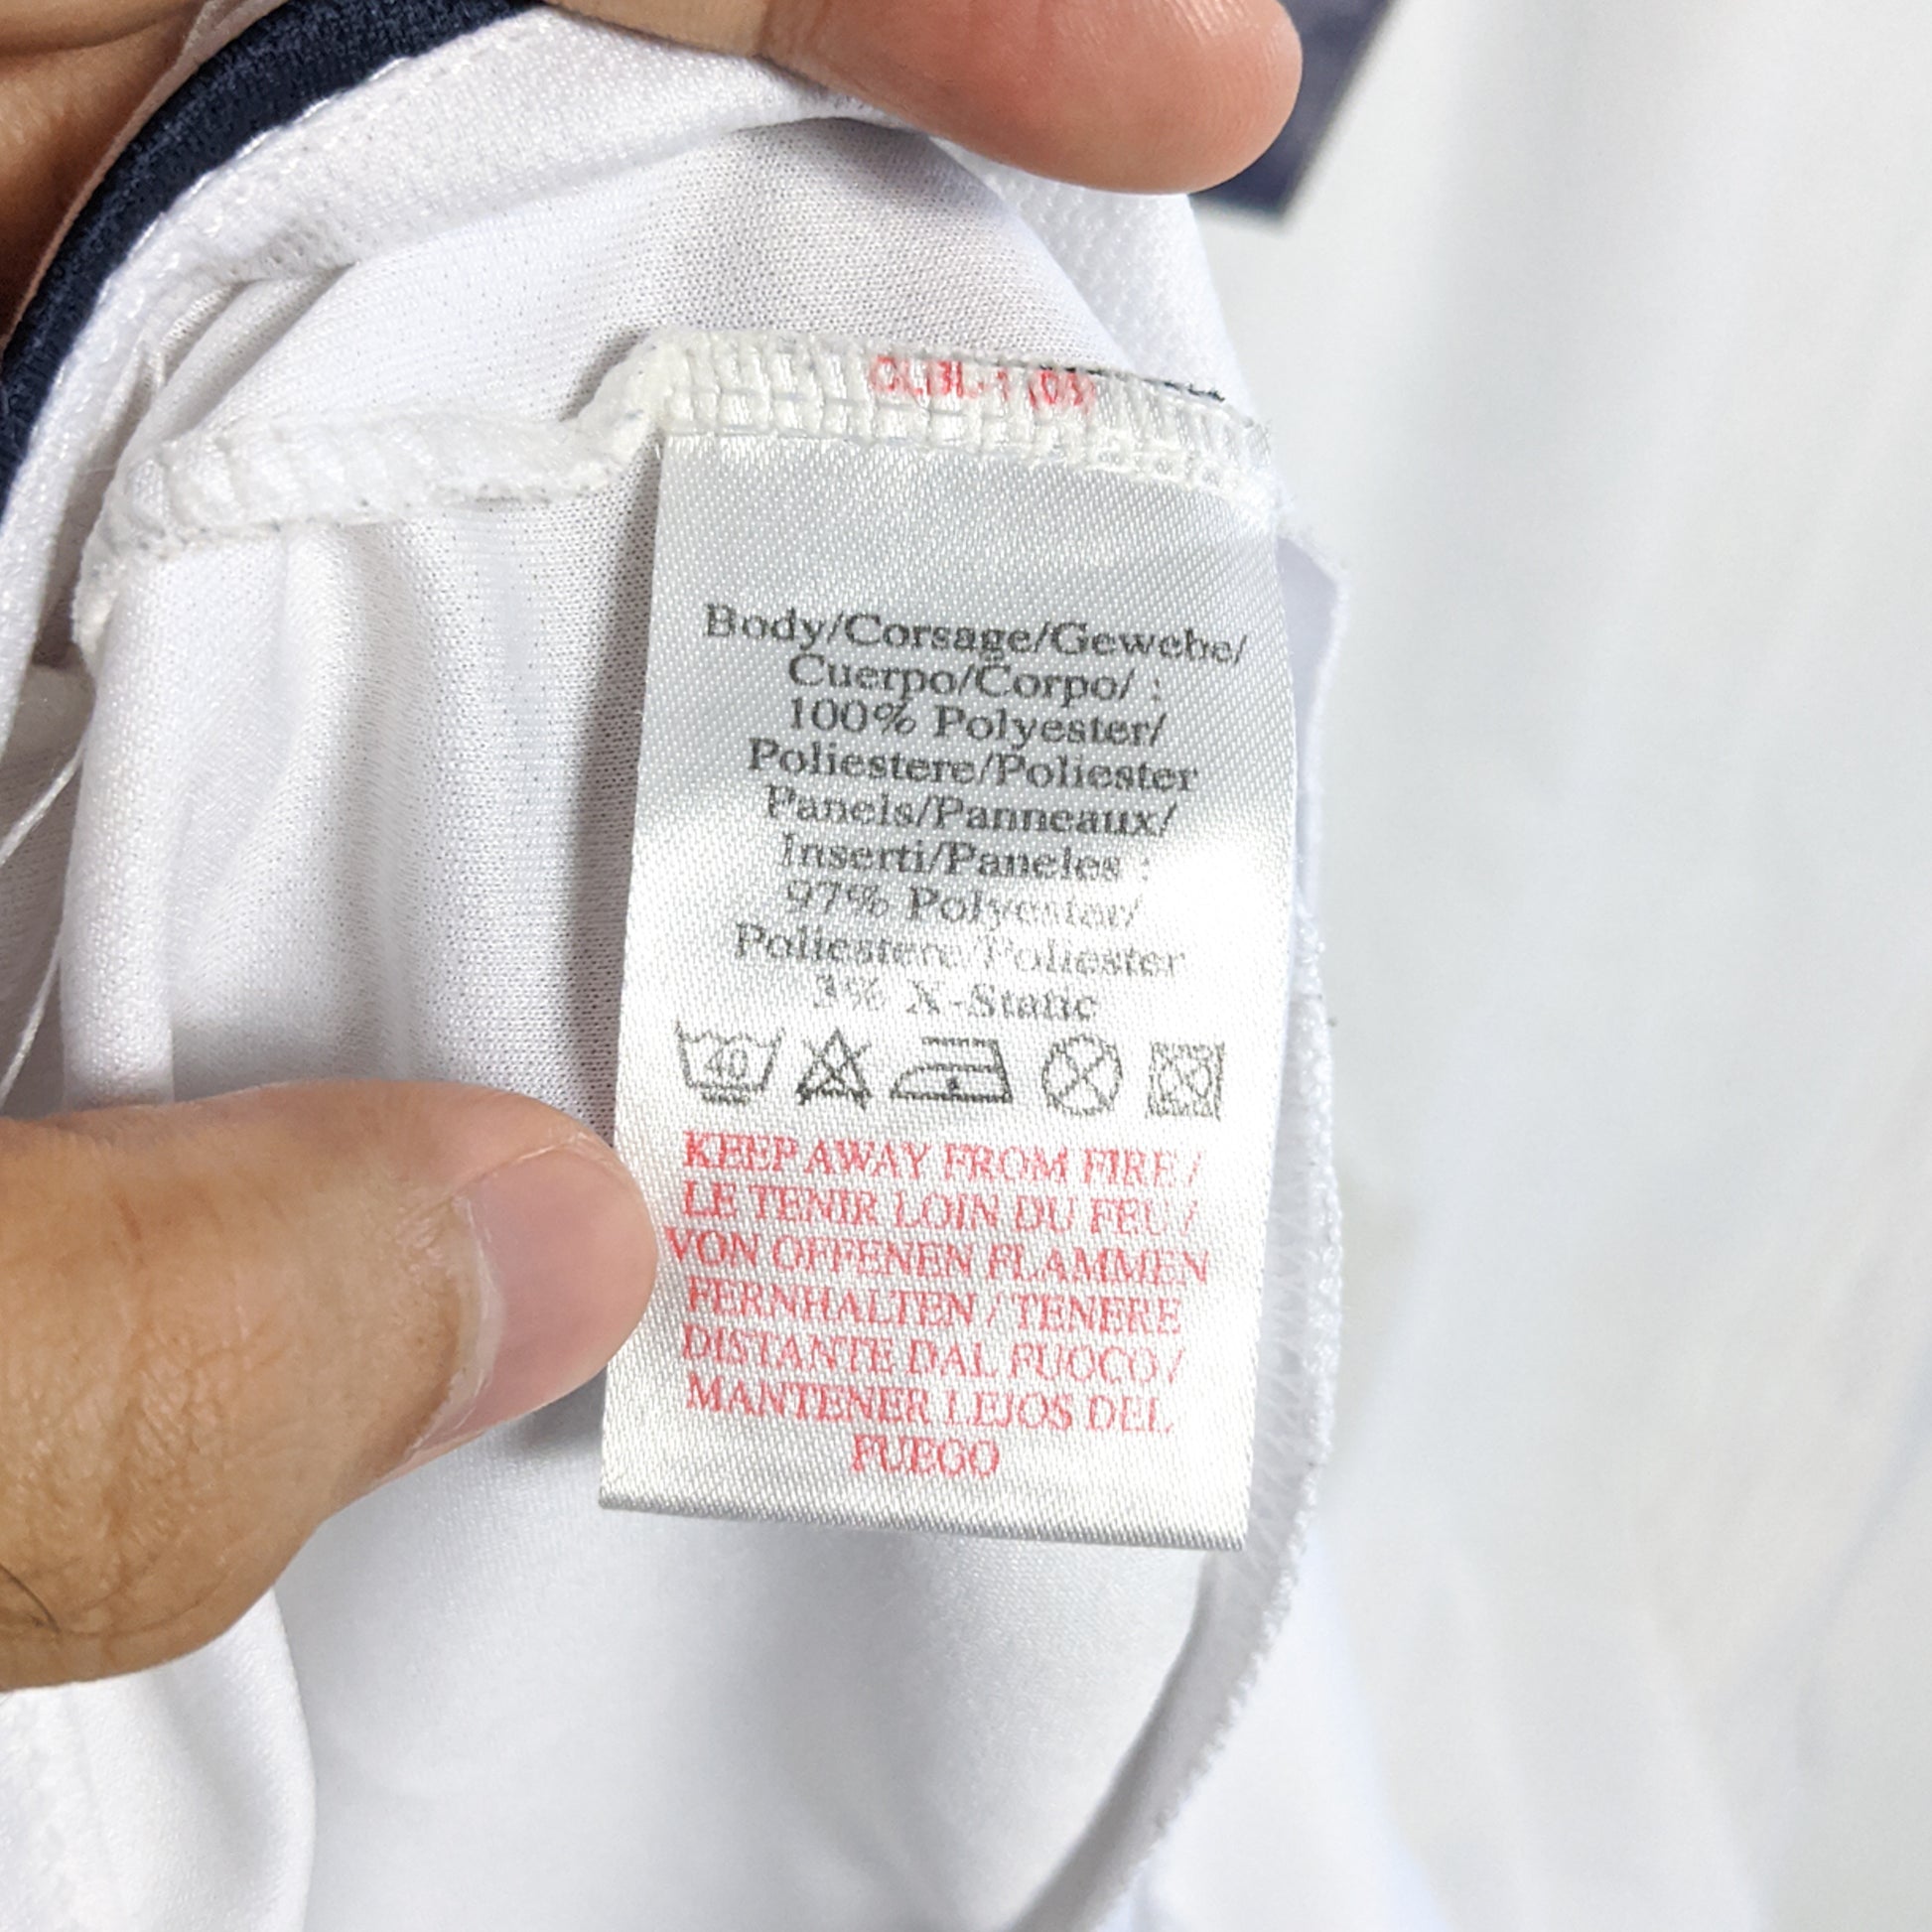 Body/Corsage/Gewebe/
Cuerpo/Corpo/ :
100% Polyester/
Poliestere/Poliester
Panels/Panneaux/
Inserti/Paneles :
97% Polyester/
Poliestere/Poliester
3% X-Static
40
KEEP AWAY FROM FIRE /
LE TENIR LOIN DU FEU /
VON OFFENEN FLAMMEN
FERNHALTEN / TENERE
DISTANTE DAL FUOCO /
MANTENER LEJOS DEL
FUEGO